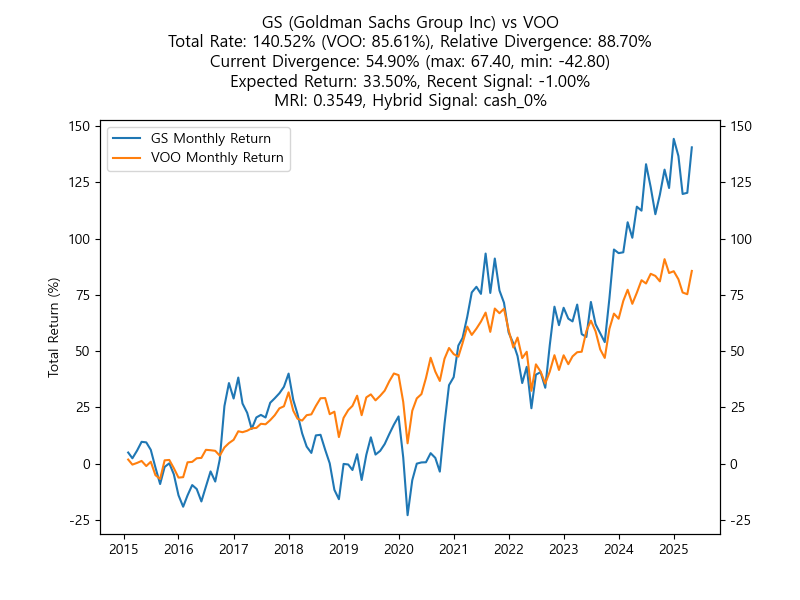 GS (Goldman Sachs Group Inc) vs VOO
Total Rate: 140.52% (VOO: 85.61%), Relative Divergence: 88.70%
Current Divergence: 54.90% (max: 67.40, min: -42.80)
Expected Return: 33.50%, Recent Signal: -1.00%
MRI: 0.3549, Hybrid Signal: cash_0%
GS Monthly Return
VOO Monthly Return
Total Return (%)
150
125
100
75
50
25
0
-25
150
125
100
75
50
25
0
-25
2015 2016 2017 2018 2019 2020 2021 2022 2023 2024 2025